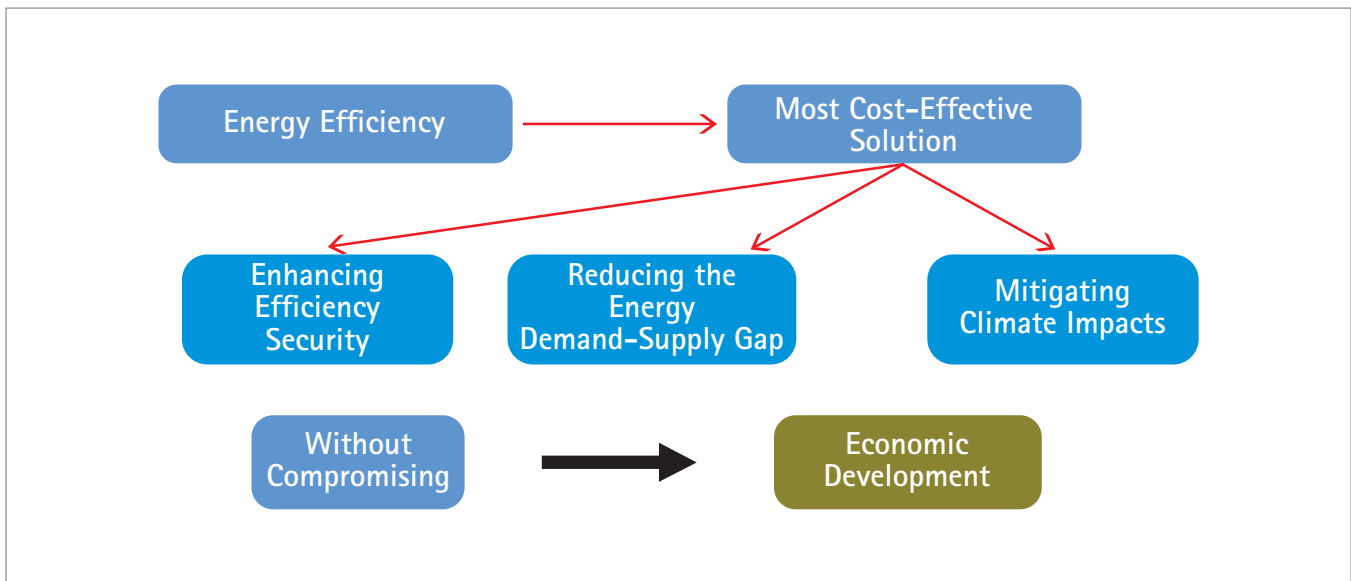 Energy Efficiency
Most Cost-Effective
Solution
Enhancing
Efficiency
Security
Reducing the
Energy
Demand-Supply Gap
Mitigating
Climate Impacts
Without
Compromising
Economic
Development